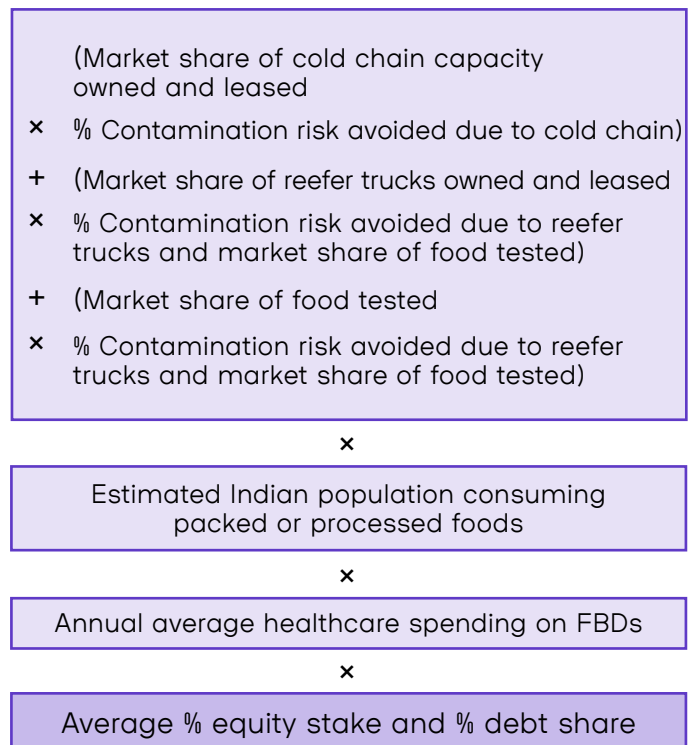 (Market share of cold chain capacity
owned and leased
× % Contamination risk avoided due to cold chain)
+ (Market share of reefer trucks owned and leased
× % Contamination risk avoided due to reefer
trucks and market share of food tested)
+ (Market share of food tested
× % Contamination risk avoided due to reefer
trucks and market share of food tested)
×
Estimated Indian population consuming
packed or processed foods
×
Annual average healthcare spending on FBDs
×
Average % equity stake and % debt share